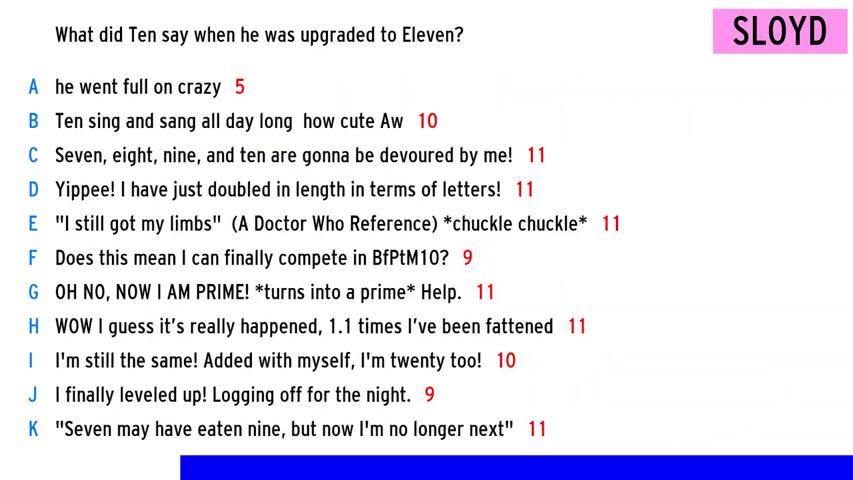 What did Ten say when he was upgraded to Eleven?
SLOYD
A he went full on crazy 5
B Ten sing and sang all day long  how cute Aw 10
C Seven, eight, nine, and ten are gonna be devoured by me! 11
D Yippee! I have just doubled in length in terms of letters! 11
E "I still got my limbs"  (A Doctor Who Reference) *chuckle chuckle* 11
F Does this mean I can finally compete in BfPtM10? 9
G OH NO, NOW I AM PRIME! *turns into a prime* Help. 11
H WOW I guess it’s really happened, 1.1 times I’ve been fattened 11
I I'm still the same! Added with myself, I'm twenty too! 10
J I finally leveled up! Logging off for the night. 9
K "Seven may have eaten nine, but now I'm no longer next" 11